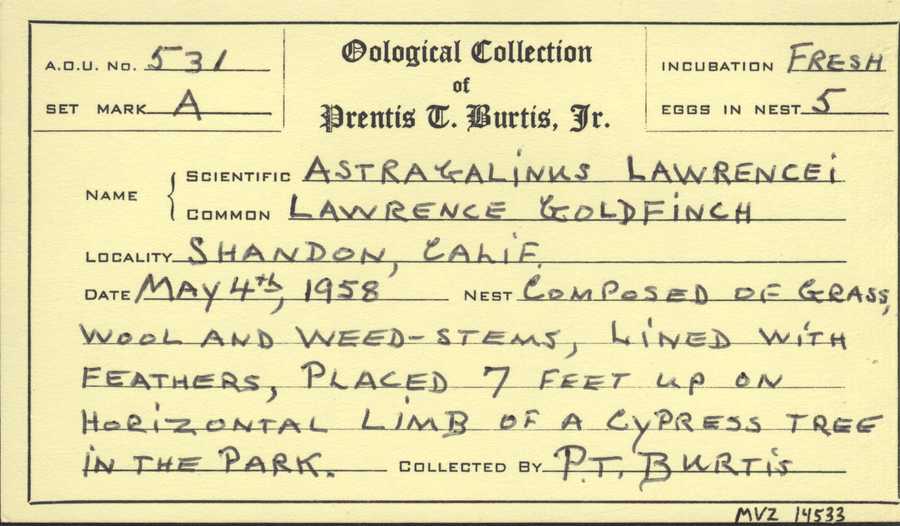 A.O.U. No. 531
SET MARK A
Oological Collection
of
Prentis T. Burtis, Jr.
INCUBATION FRESH
EGGS IN NEST 5
NAME
SCIENTIFIC ASTRAGALINUS LAWRENCEI
COMMON LAWRENCE GOLDFINCH
LOCALITY SHANDON, CALIF.
DATE MAY 4th, 1958 NEST COMPOSED OF GRASS,
WOOL AND WEED-STEMS, LINED WITH
FEATHERS, PLACED 7 FEET UP ON
HORIZONTAL LIMB OF A CYPRESS TREE
IN THE PARK. COLLECTED BY P.T. BURTIS
MVZ 14533